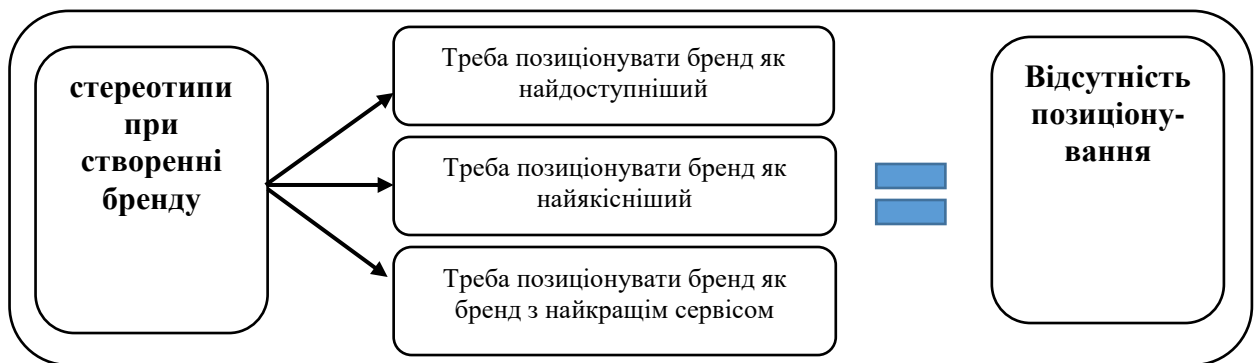 стереотипи
при
створенні
бренду
Треба позиціонувати бренд як
найдоступніший
Треба позиціонувати бренд як
найякісніший
Треба позиціонувати бренд як
бренд з найкращім сервісом
Відсутність
позиціону-
вання